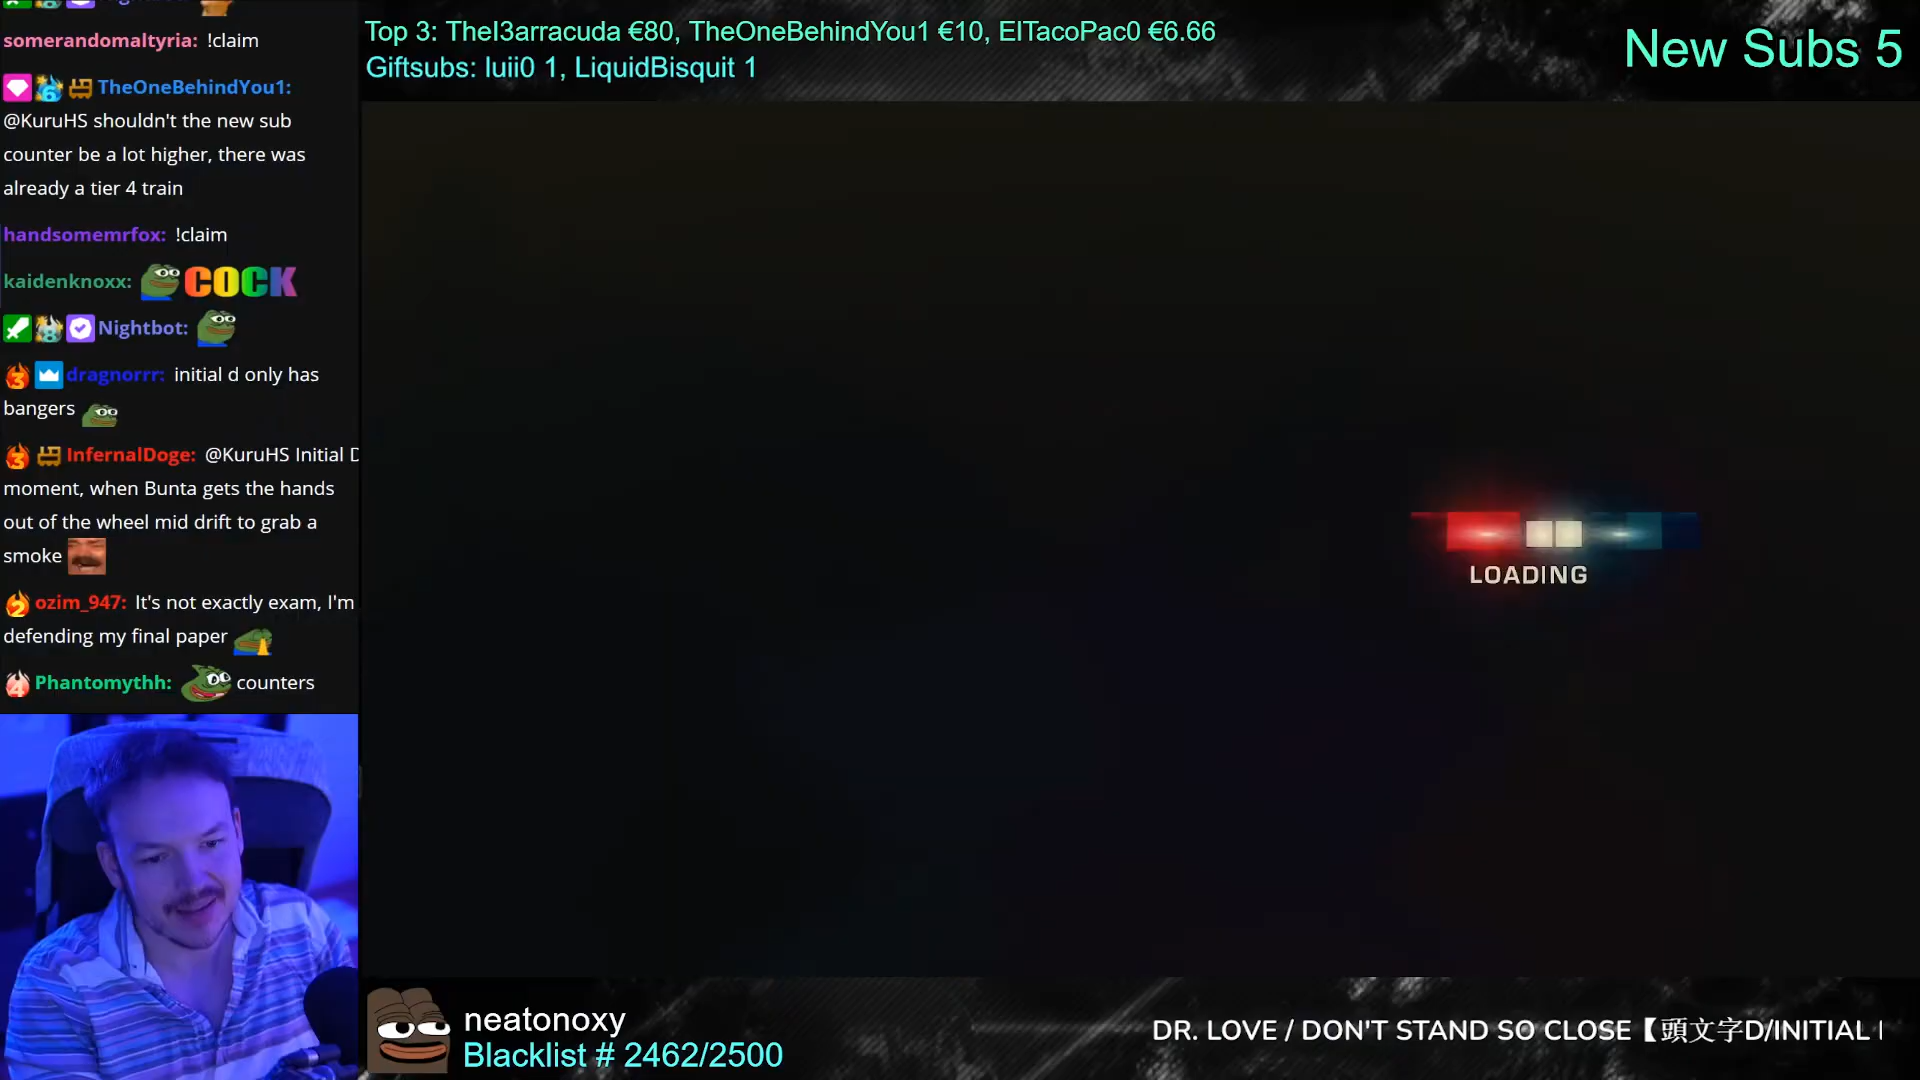 somerandomaltyria: !claim
TheOneBehindYou1:
@KuruHS shouldn't the new sub
counter be a lot higher, there was
already a tier 4 train
handsomemrfox: !claim
kaidenknoxx: COCK
Nightbot:
dragnorrr: initial d only has
bangers
InfernalDoge: @KuruHS Initial D
moment, when Bunta gets the hands
out of the wheel mid drift to grab a
smoke
ozim_947: It's not exactly exam, I'm
defending my final paper
Phantomythh: counters
Top 3: TheI3arracuda €80, TheOneBehindYou1 €10, ElTacoPac0 €6.66
Giftsubs: luii0 1, LiquidBisquit 1
New Subs 5
LOADING
neatonoxy
Blacklist # 2462/2500
DR. LOVE / DON'T STAND SO CLOSE【頭文字D/INITIAL